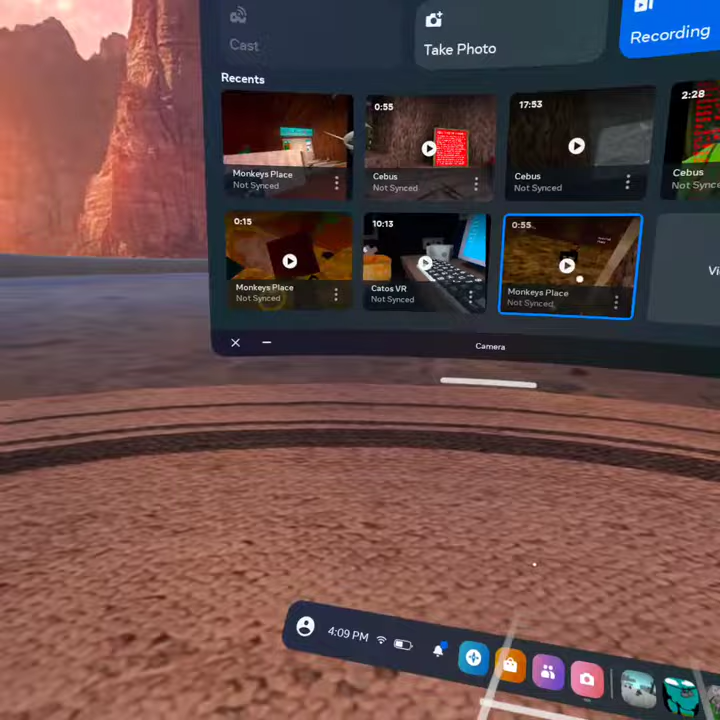 Cast
Take Photo
Recording
Recents
Monkeys Place
Not Synced
0:55
Cebus
Not Synced
17:53
Cebus
Not Synced
2:28
Cebus
Not Synced
0:15
Monkeys Place
Not Synced
10:13
Catos VR
Not Synced
0:55
Monkeys Place
Not Synced
Camera
4:09 PM